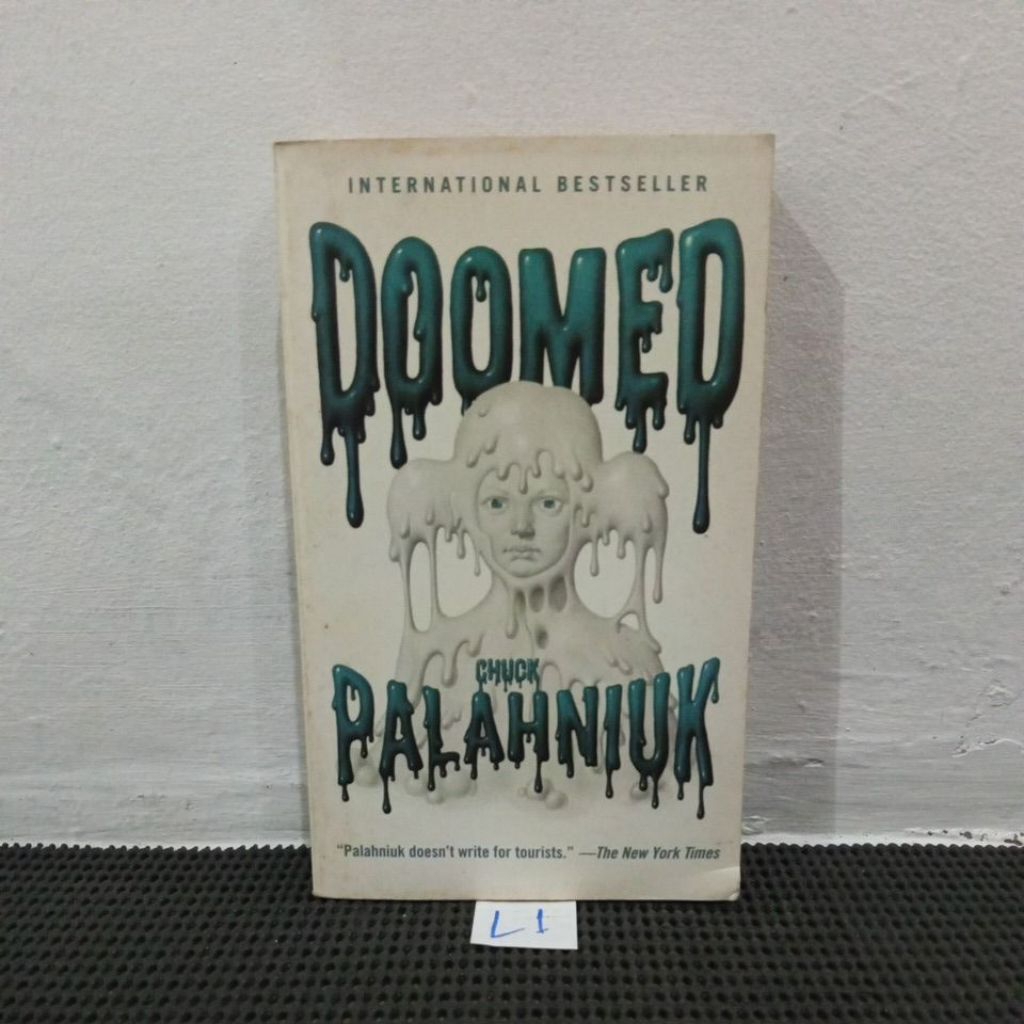 INTERNATIONAL BESTSELLER
DOOMED
CHUCK
PALAHNIUK
“Palahniuk doesn’t write for tourists.” —The New York Times
L1